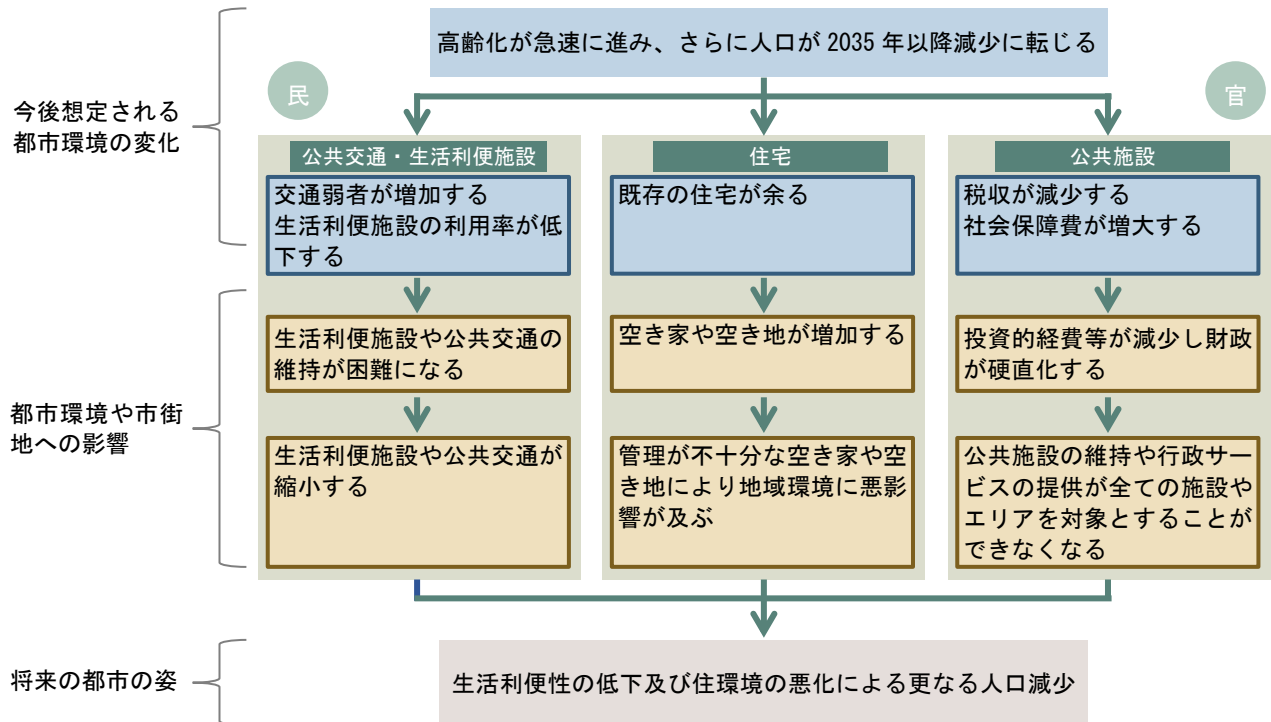 高齢化が急速に進み、さらに人口が 2035 年以降減少に転じる
民
官
今後想定される
都市環境の変化
公共交通・生活利便施設
交通弱者が増加する
生活利便施設の利用率が低
下する
生活利便施設や公共交通の
維持が困難になる
生活利便施設や公共交通が
縮小する
住宅
既存の住宅が余る
空き家や空き地が増加する
管理が不十分な空き家や空
き地により地域環境に悪影
響が及ぶ
公共施設
税収が減少する
社会保障費が増大する
投資的経費等が減少し財政
が硬直化する
公共施設の維持や行政サー
ビスの提供が全ての施設や
エリアを対象とすることが
できなくなる
都市環境や市街
地への影響
将来の都市の姿
生活利便性の低下及び住環境の悪化による更なる人口減少